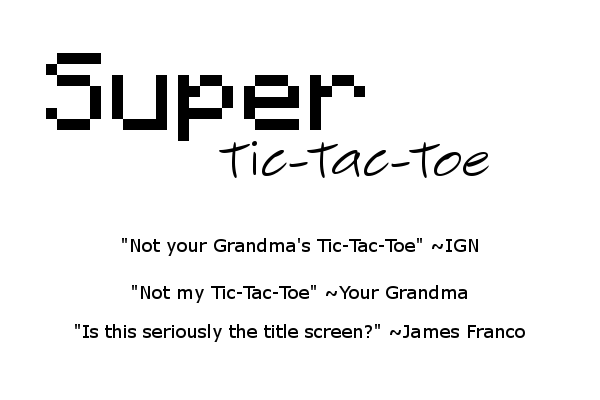 Super
Tic-Tac-Toe
"Not your Grandma's Tic-Tac-Toe" ~IGN
"Not my Tic-Tac-Toe" ~Your Grandma
"Is this seriously the title screen?" ~James Franco